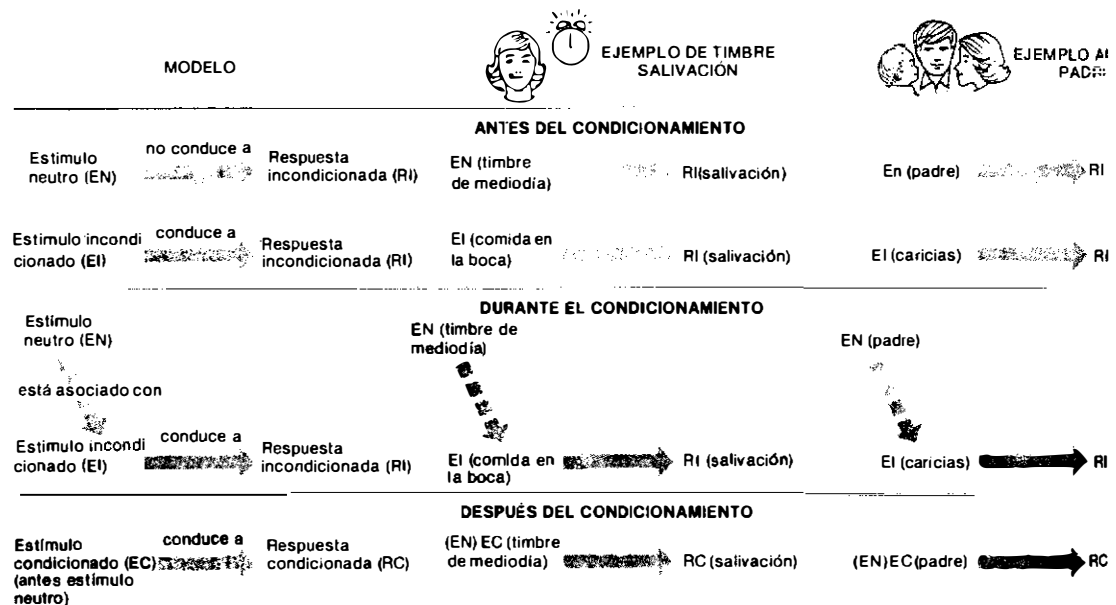 MODELO
EJEMPLO DE TIMBRE
SALIVACIÓN
EJEMPLO
ANTES DEL CONDICIONAMIENTO
Estimulo
neutro (EN)
no conduce a
Respuesta
incondicionada (RI)
EN (timbre
de mediodía)
RI(salivación)
En (padre)
RI
Estimulo incondi
cionado (EI)
conduce a
Respuesta
incondicionada (RI)
EI (comida en
la boca)
RI (salivación)
EI (caricias)
RI
DURANTE EL CONDICIONAMIENTO
Estímulo
neutro (EN)
EN (timbre de
mediodía)
EN (padre)
está asociado con
Estimulo incondi
cionado (EI)
conduce a
Respuesta
incondicionada (RI)
EI (comida en
la boca)
RI (salivación)
EI (caricias)
RI
DESPUÉS DEL CONDICIONAMIENTO
Estímulo
condicionado (EC)
(antes estímulo
neutro)
conduce a
Respuesta
condicionada (RC)
(EN) EC (timbre
de mediodía)
RC (salivación)
(EN) EC (padre)
RC